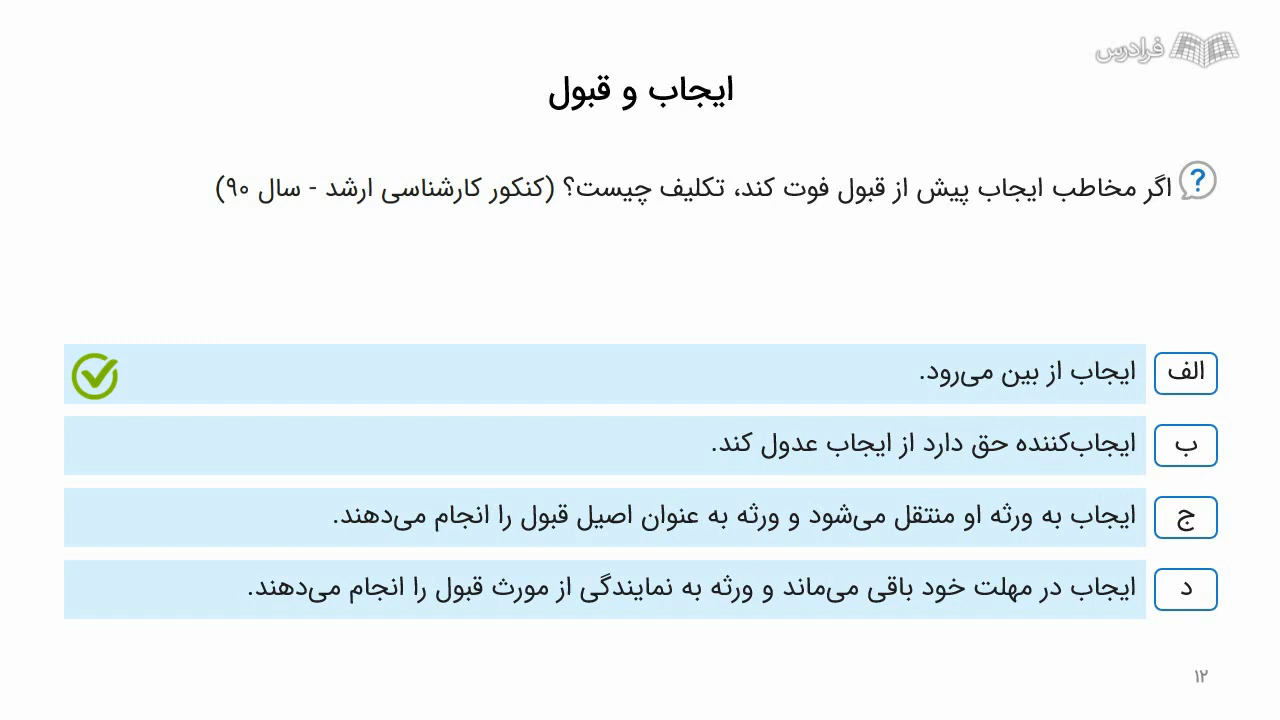 فرادرس
ایجاب و قبول
? اگر مخاطب ایجاب پیش از قبول فوت کند، تکلیف چیست؟ (کنکور کارشناسی ارشد - سال ۹۰)
الف ایجاب از بین می‌رود.
ب ایجاب‌کننده حق دارد از ایجاب عدول کند.
ج ایجاب به ورثه او منتقل می‌شود و ورثه به عنوان اصیل قبول را انجام می‌دهند.
د ایجاب در مهلت خود باقی می‌ماند و ورثه به نمایندگی از مورث قبول را انجام می‌دهند.
۱۲